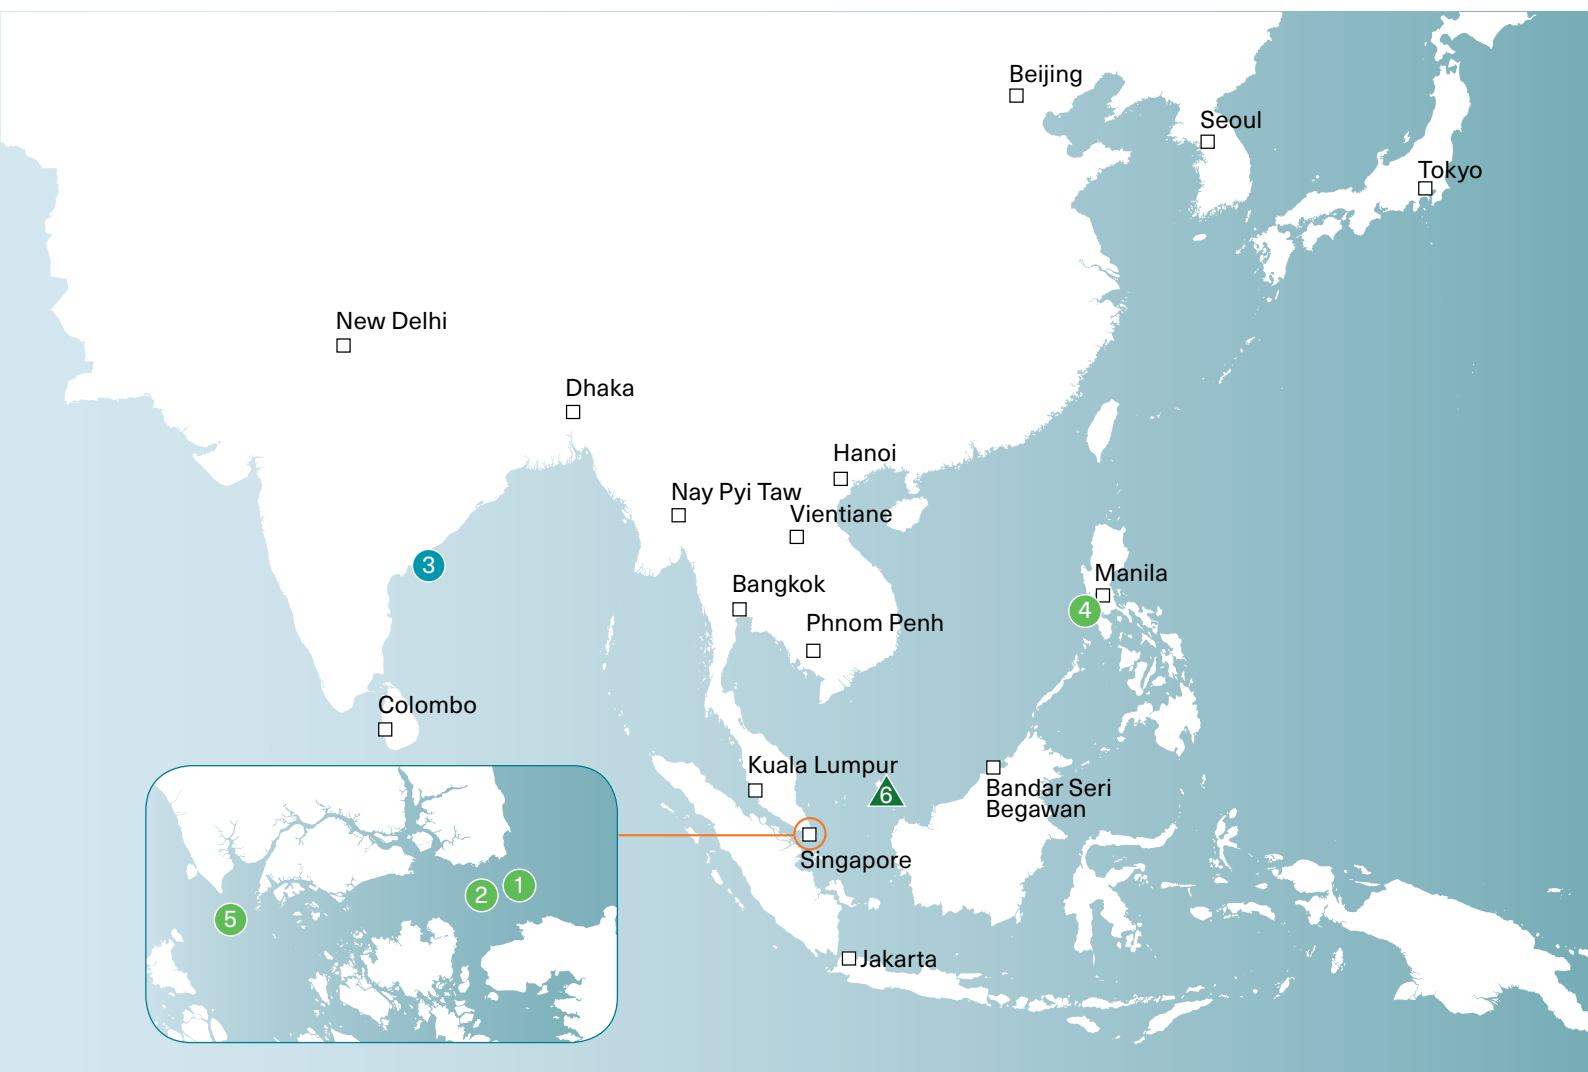 Beijing
Seoul
Tokyo
New Delhi
Dhaka
Hanoi
Nay Pyi Taw
Vientiane
3
Manila
Bangkok
4
Phnom Penh
Colombo
Kuala Lumpur
6
Bandar Seri
Begawan
Singapore
1
2
5
Jakarta